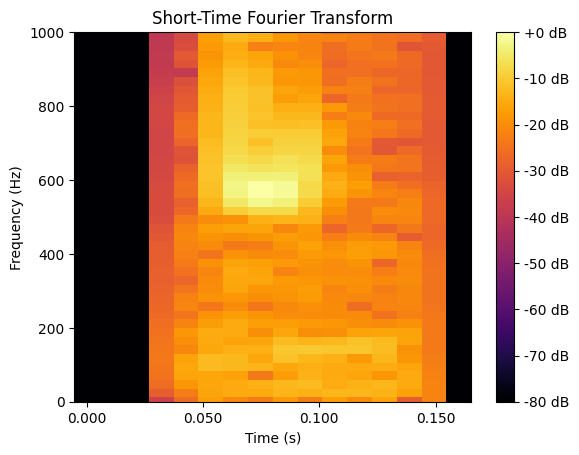 Short-Time Fourier Transform
1000
800
600
400
200
0
Frequency (Hz)
0.000
0.050
0.100
0.150
Time (s)
+0 dB
-10 dB
-20 dB
-30 dB
-40 dB
-50 dB
-60 dB
-70 dB
-80 dB